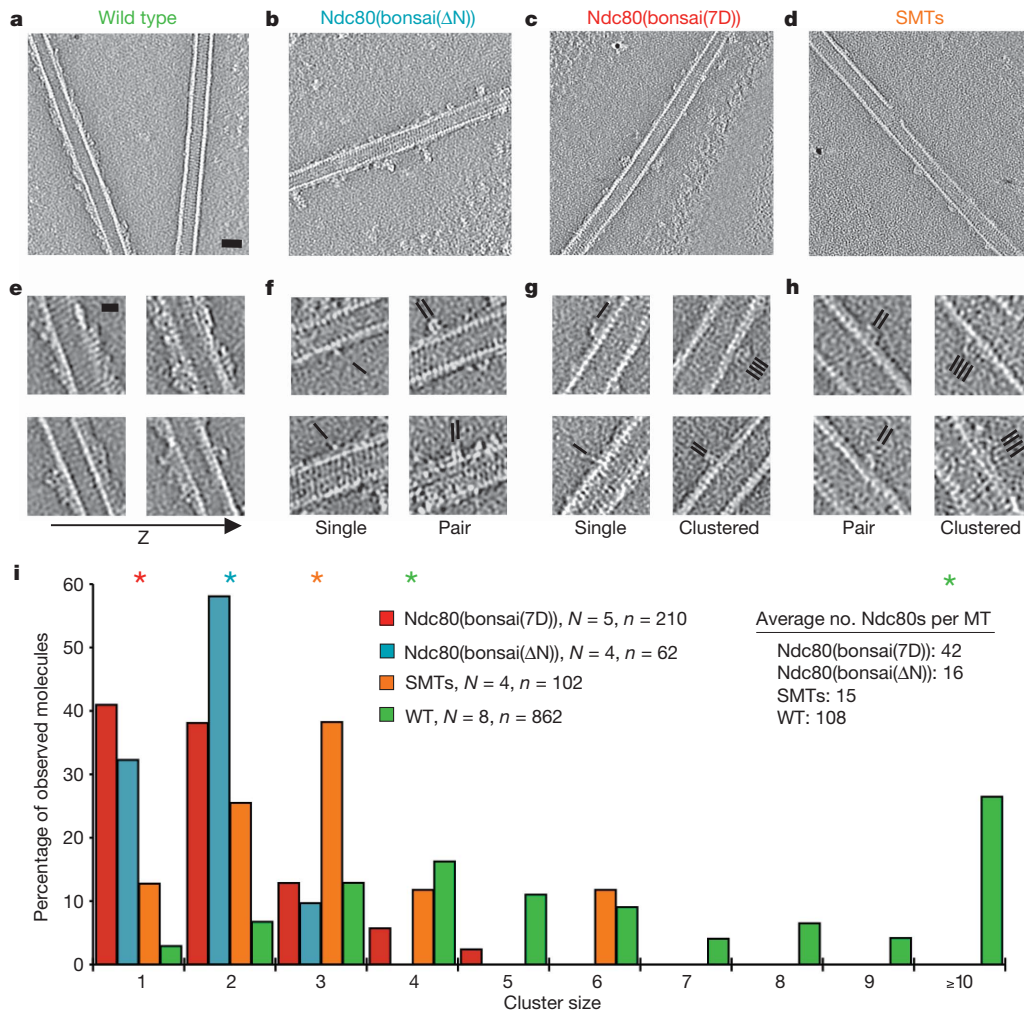 a Wild type
b Ndc80(bonsai(ΔN))
c Ndc80(bonsai(7D))
d SMTs
e
Z
f
Single Pair
g
Single Clustered
h
Pair Clustered
i
* * * * *
Percentage of observed molecules
60
50
40
30
20
10
0
Ndc80(bonsai(7D)), N = 5, n = 210
Ndc80(bonsai(ΔN)), N = 4, n = 62
SMTs, N = 4, n = 102
WT, N = 8, n = 862
Average no. Ndc80s per MT
Ndc80(bonsai(7D)): 42
Ndc80(bonsai(ΔN)): 16
SMTs: 15
WT: 108
1 2 3 4 5 6 7 8 9 ≥10
Cluster size